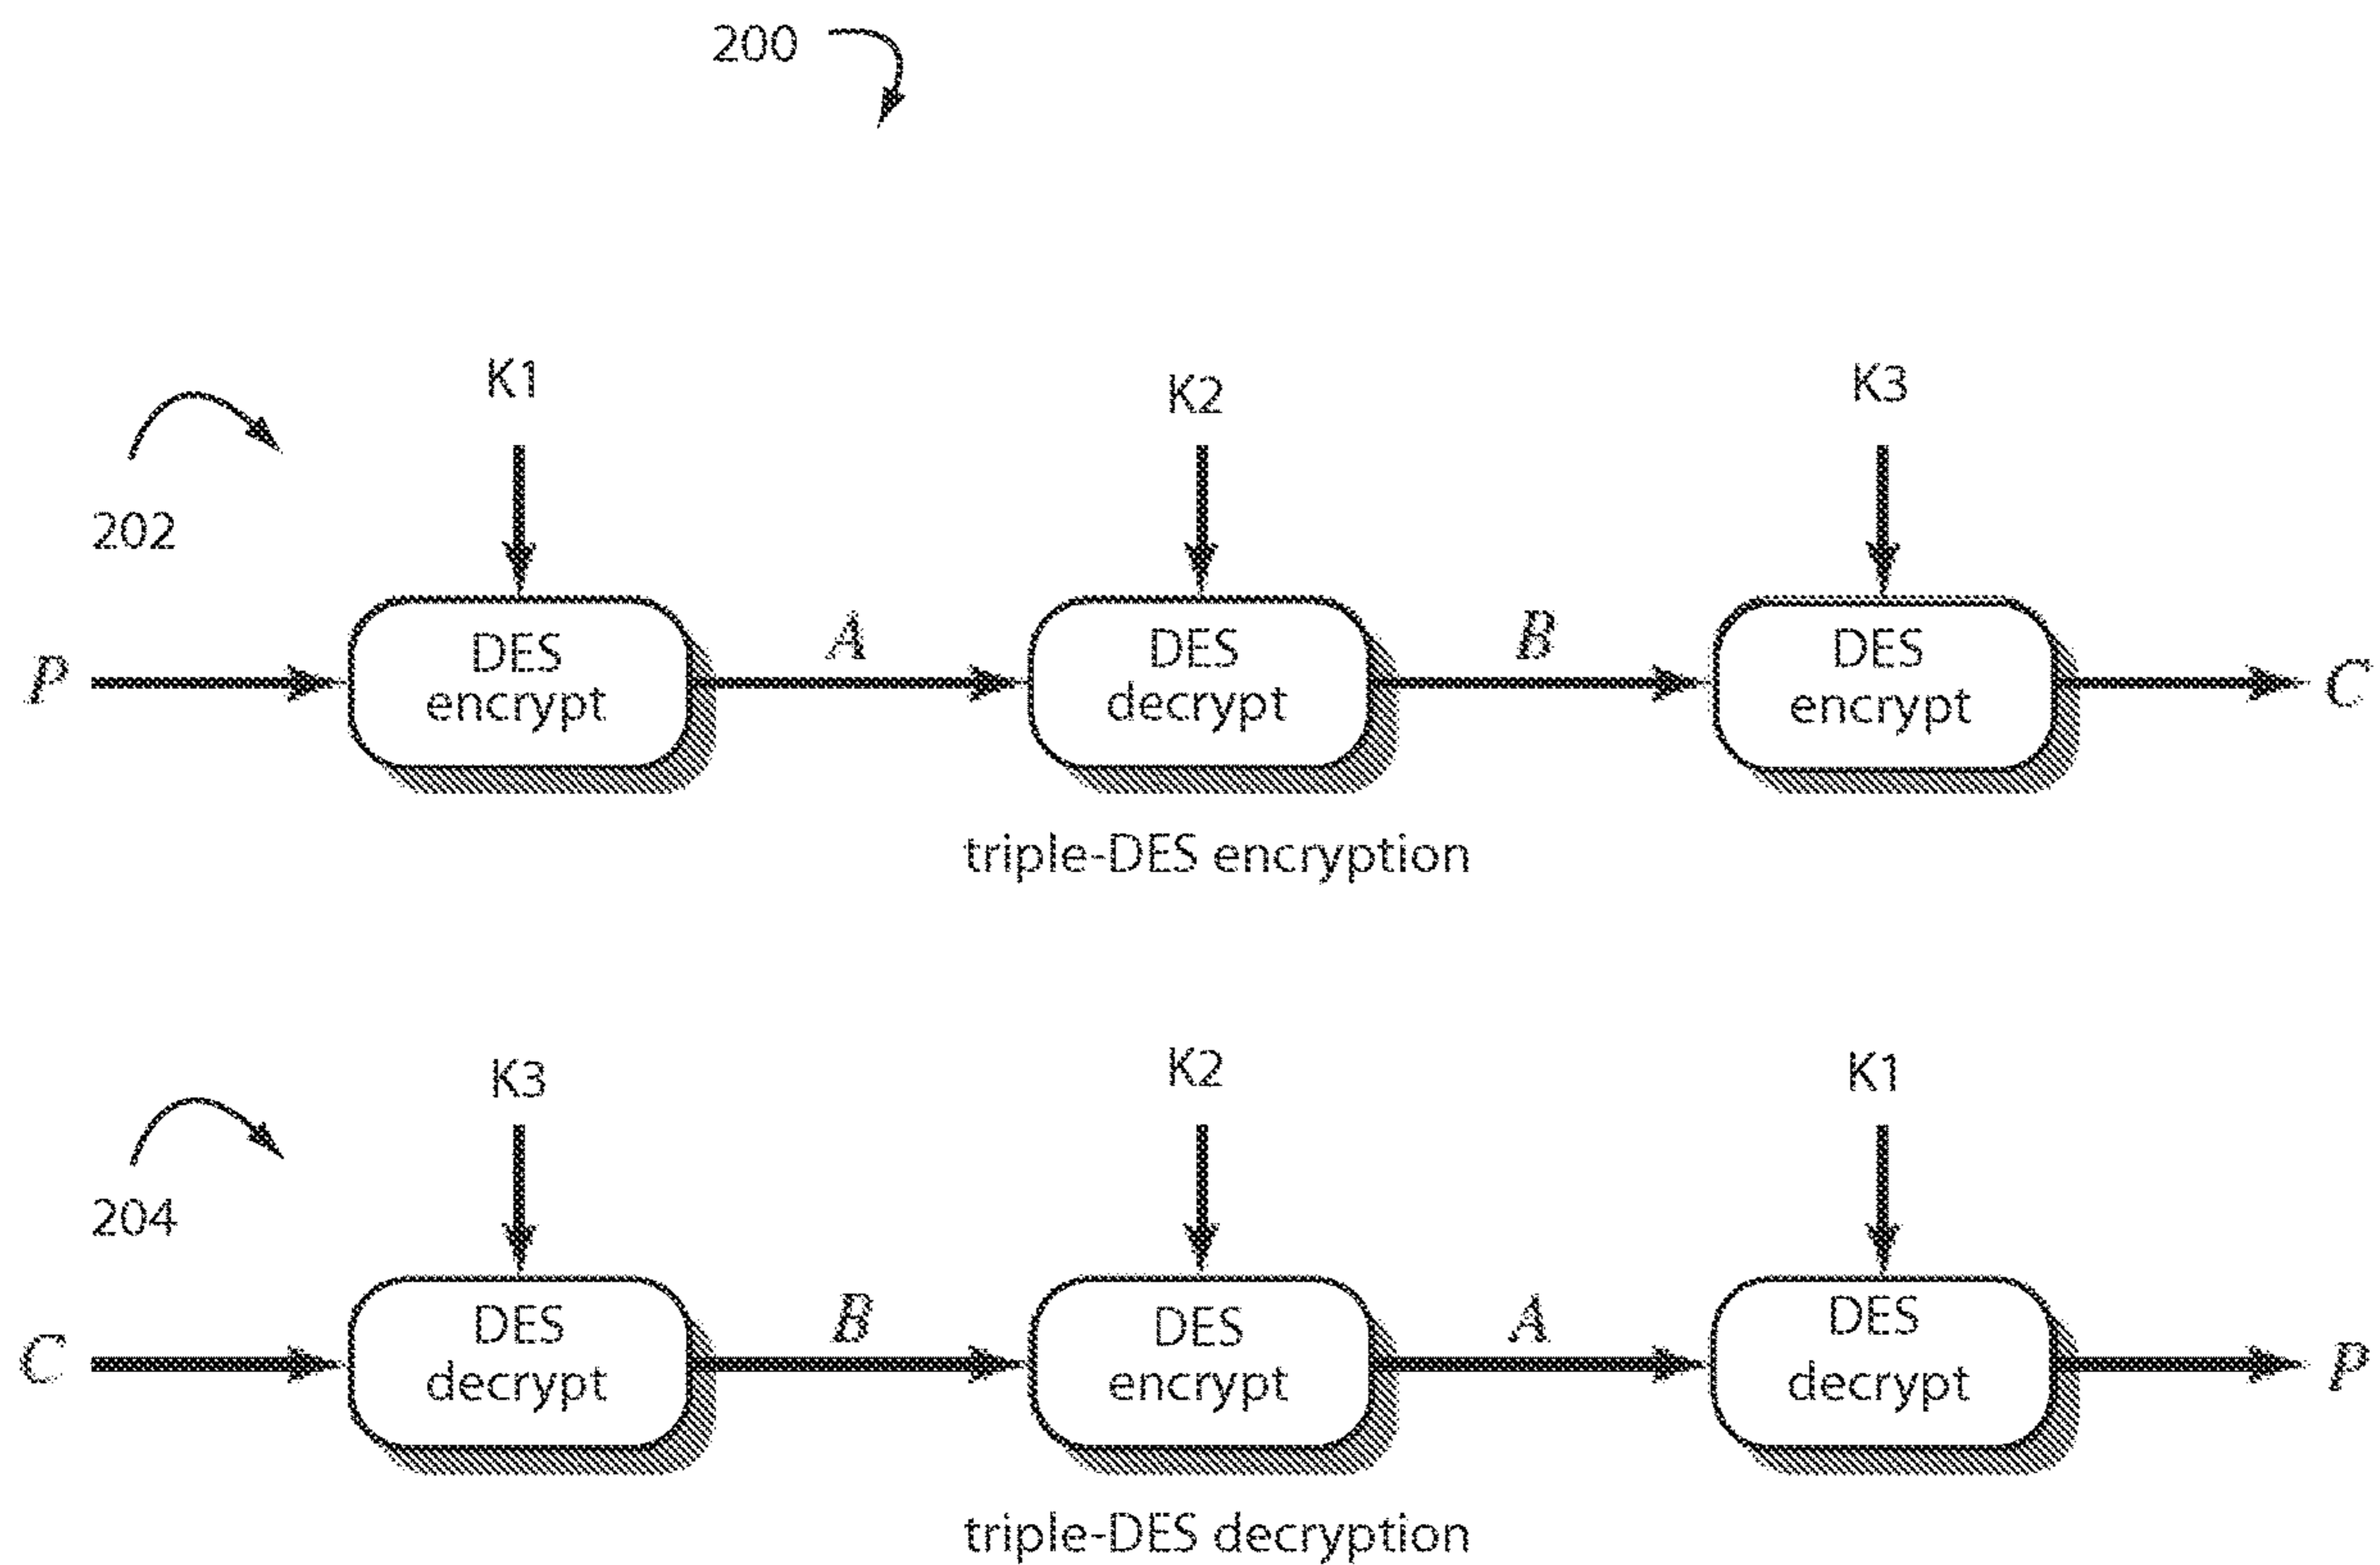 200
K1
K2
K3
202
P
DES
encrypt
A
DES
decrypt
B
DES
encrypt
C
triple-DES encryption
K3
K2
K1
204
C
DES
decrypt
B
DES
encrypt
A
DES
decrypt
P
triple-DES decryption